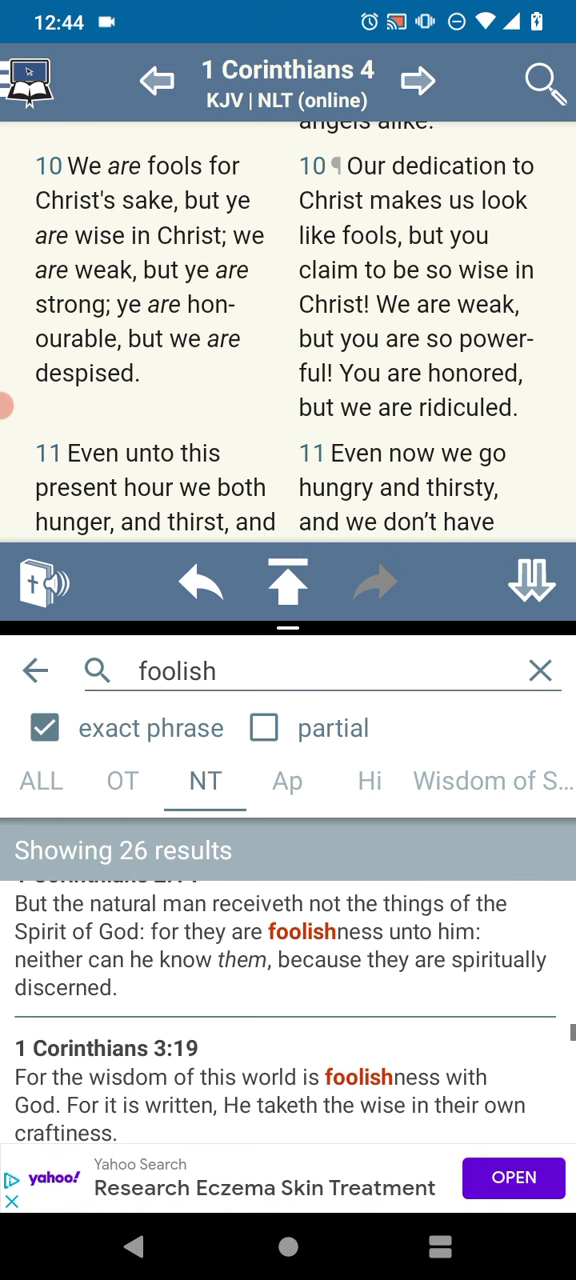 12:44
1 Corinthians 4
KJV | NLT (online)
angels alike.
10 We are fools for
Christ's sake, but ye
are wise in Christ; we
are weak, but ye are
strong; ye are hon-
ourable, but we are
despised.
11 Even unto this
present hour we both
hunger, and thirst, and
10 ¶ Our dedication to
Christ makes us look
like fools, but you
claim to be so wise in
Christ! We are weak,
but you are so power-
ful! You are honored,
but we are ridiculed.
11 Even now we go
hungry and thirsty,
and we don’t have
foolish
exact phrase partial
ALL OT NT Ap Hi Wisdom of S...
Showing 26 results
But the natural man receiveth not the things of the
Spirit of God: for they are foolishness unto him:
neither can he know them, because they are spiritually
discerned.
1 Corinthians 3:19
For the wisdom of this world is foolishness with
God. For it is written, He taketh the wise in their own
craftiness.
yahoo!
Yahoo Search
Research Eczema Skin Treatment
OPEN